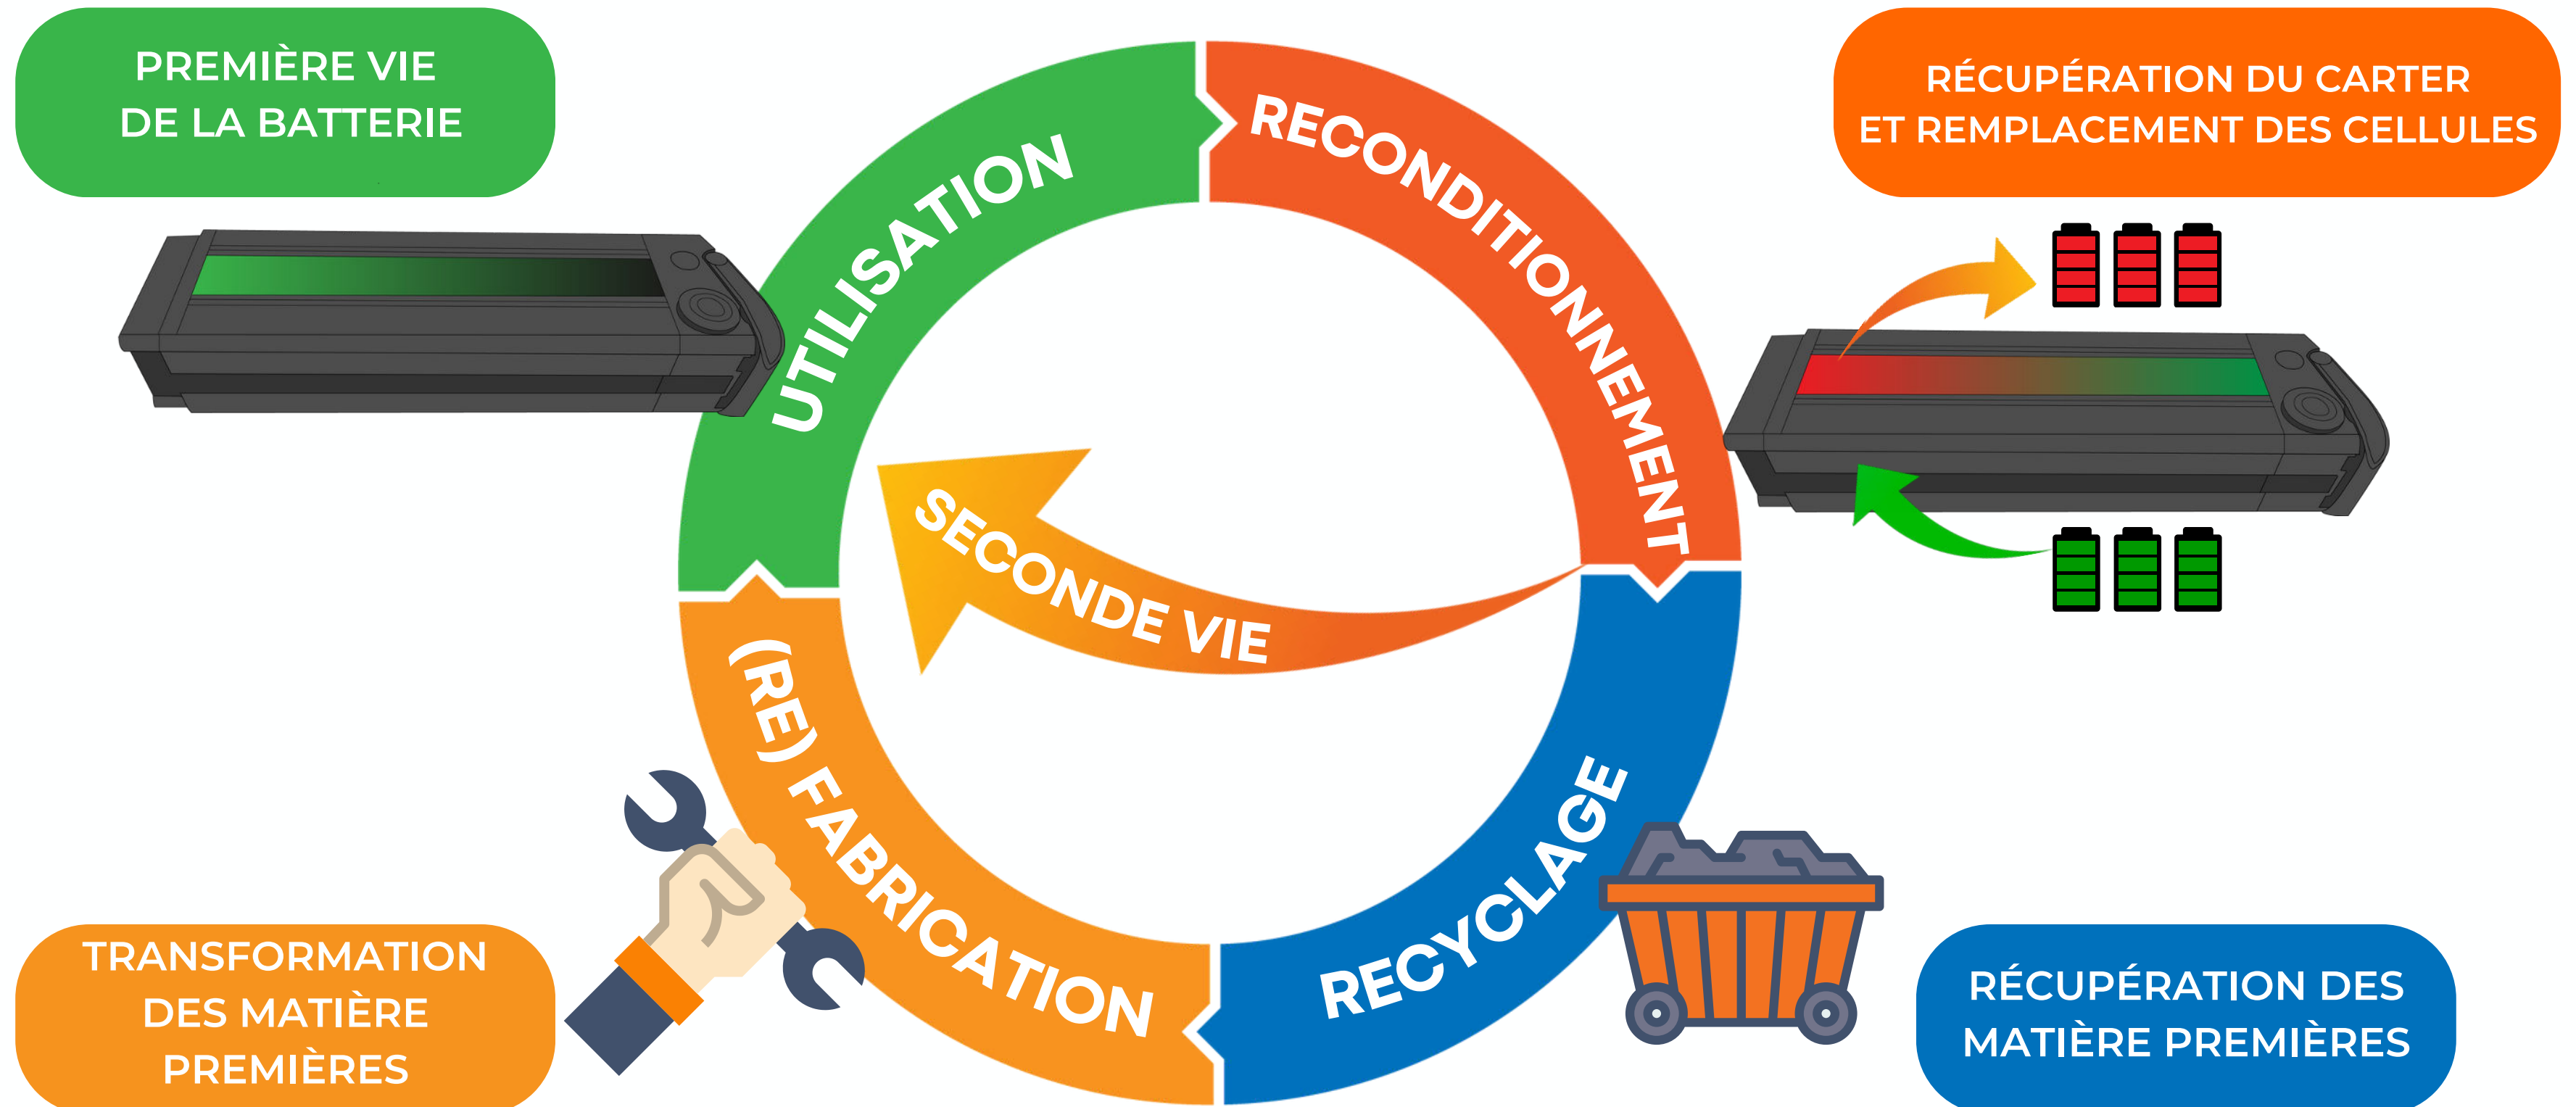 PREMIÈRE VIE
DE LA BATTERIE
RÉCUPÉRATION DU CARTER
ET REMPLACEMENT DES CELLULES
UTILISATION
RECONDITIONNEMENT
SECONDE VIE
(RE) FABRICATION
RECYCLAGE
TRANSFORMATION
DES MATIÈRE
PREMIÈRES
RÉCUPÉRATION DES
MATIÈRE PREMIÈRES